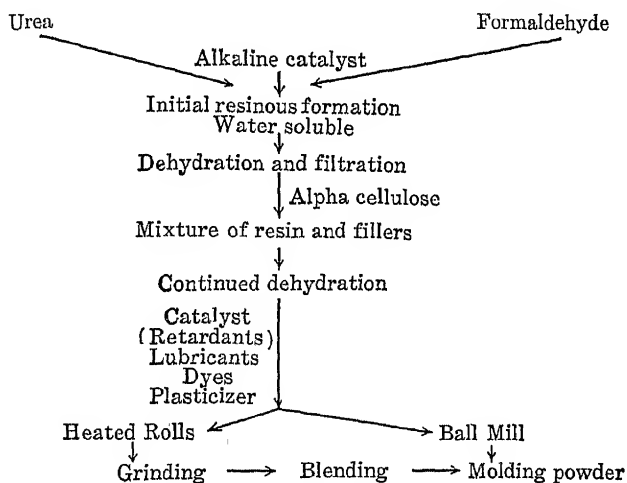 Urea Formaldehyde
Alkaline catalyst
Initial resinous formation
Water soluble
Dehydration and filtration
Alpha cellulose
Mixture of resin and fillers
Continued dehydration
Catalyst
(Retardants)
Lubricants
Dyes
Plasticizer
Heated Rolls Ball Mill
Grinding Blending Molding powder